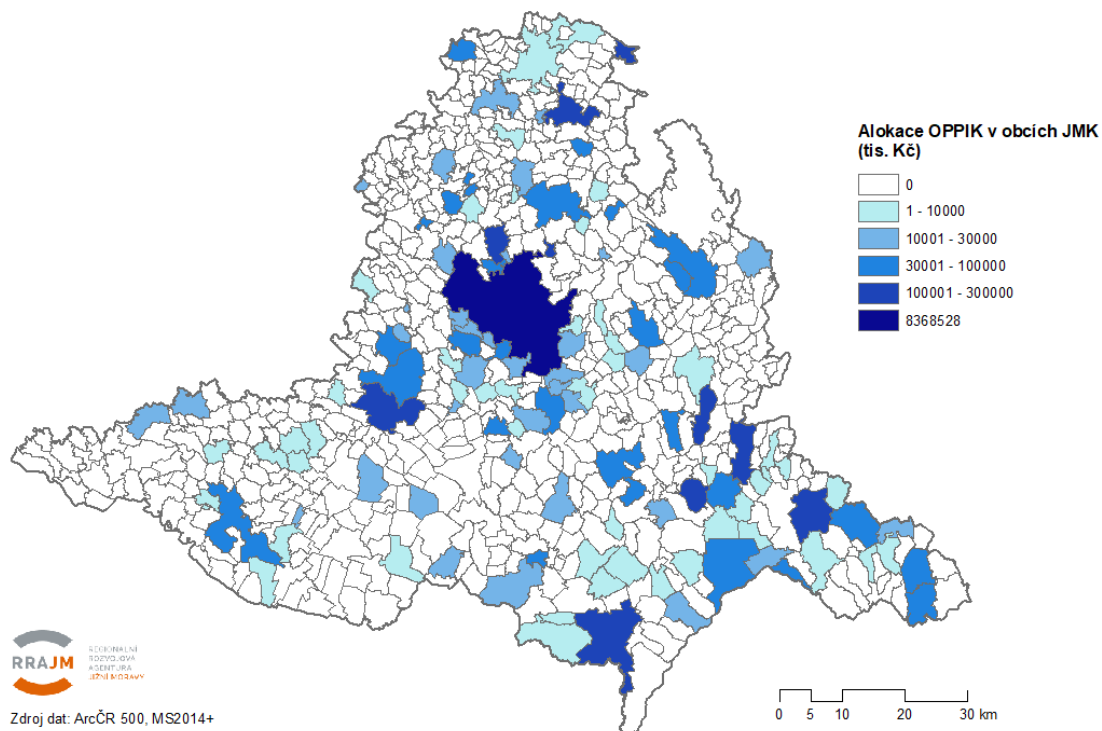 Alokace OPPIK v obcích JMK
(tis. Kč)
0
1 - 10000
10001 - 30000
30001 - 100000
100001 - 300000
8368528
RRAJM
REGIONÁLNÍ
ROZVOJOVÁ
AGENTURA
JIŽNÍ MORAVY
Zdroj dat: ArcČR 500, MS2014+
0 5 10 20 30 km